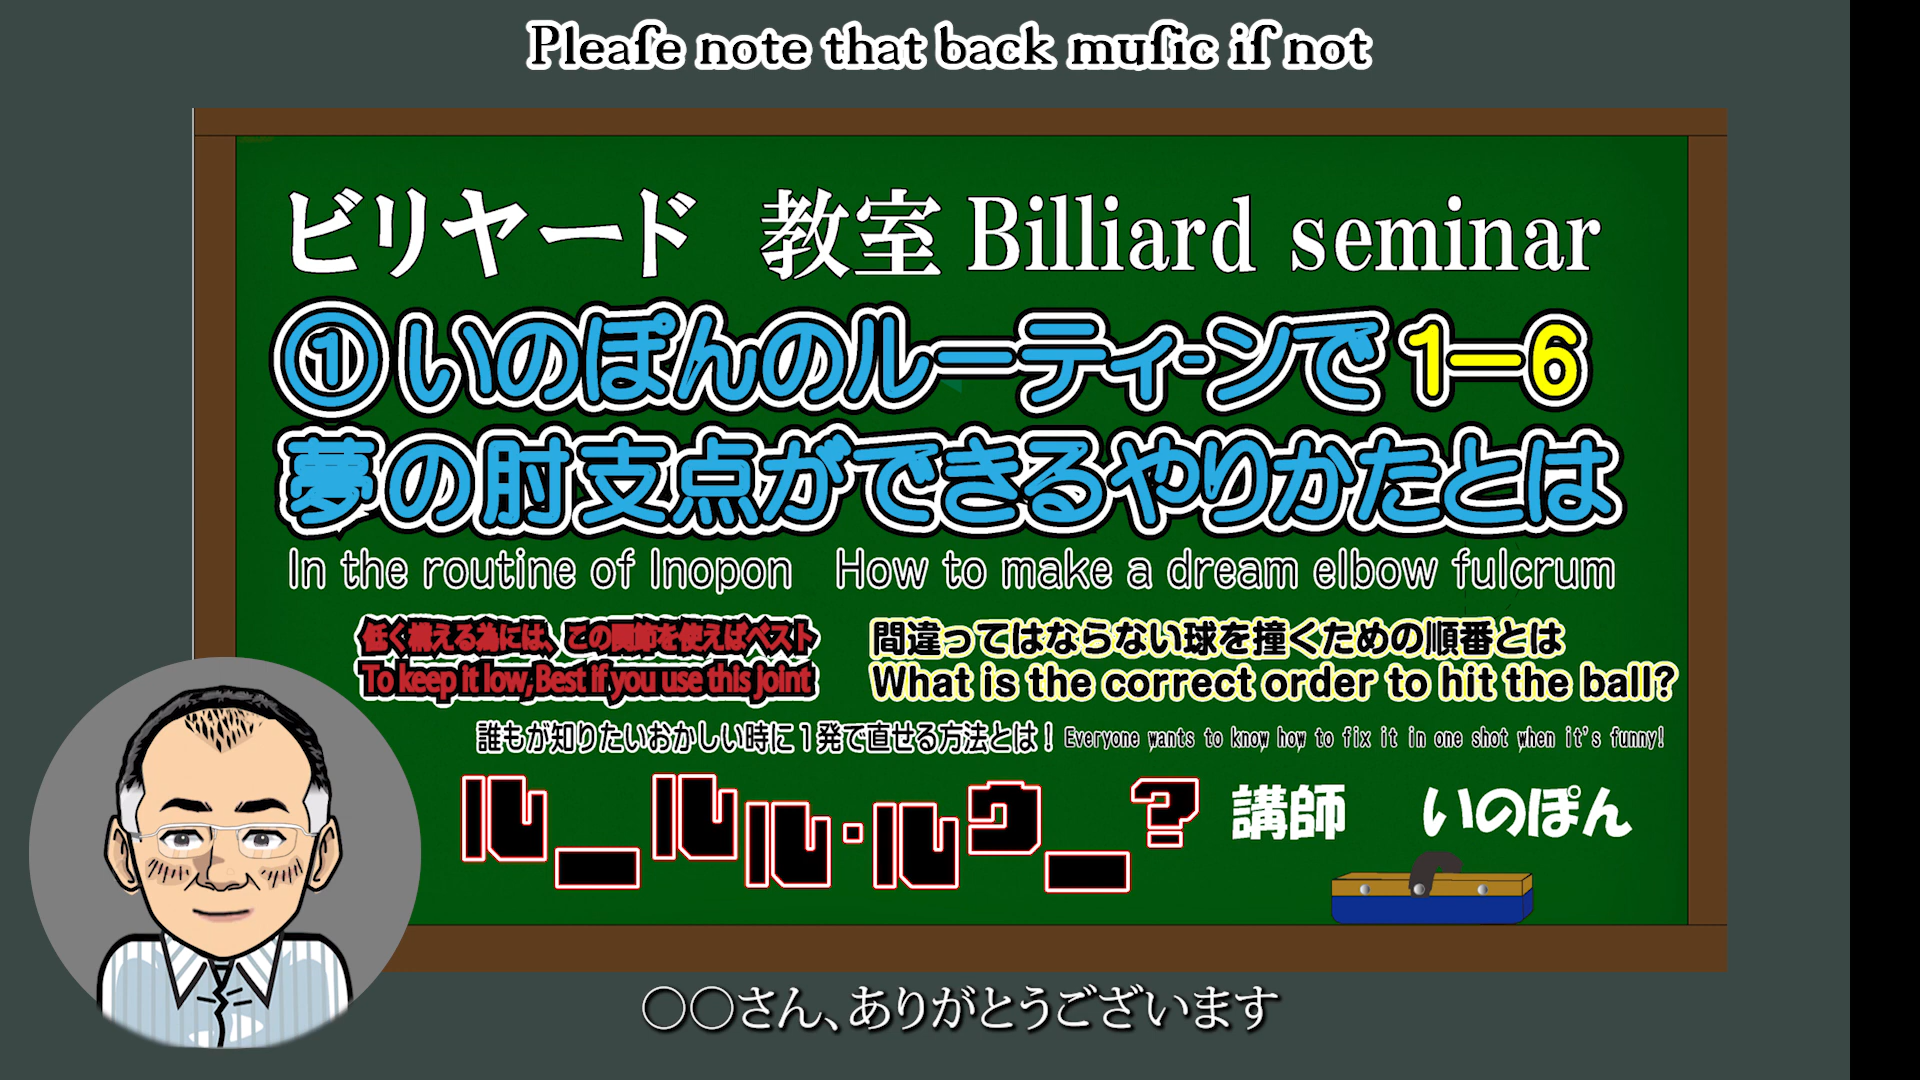 Pleaſe note that back muſic iſ not
ビリヤード 教室 Billiard seminar
①いのぽんのルーティ-ンで 1ー6
夢の肘支点ができるやりかたとは
In the routine of Inopon How to make a dream elbow fulcrum
低く構える為には、この関節を使えばベスト
To keep it low, Best if you use this joint
間違ってはならない球を撞くための順番とは
What is the correct order to hit the ball?
誰もが知りたいおかしい時に1発で直せる方法とは! Everyone wants to know how to fix it in one shot when it's funny!
ル_ルル・ルウ_?
講師 いのぽん
〇〇さん、ありがとうございます